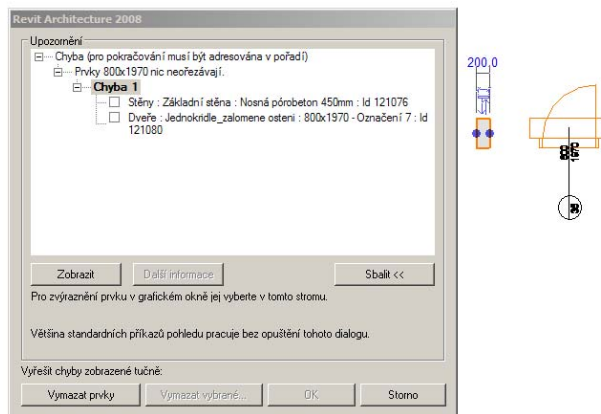 Revit Architecture 2008
Upozornění
Chyba (pro pokračování musí být adresována v pořadí)
Prvky 800x1970 nic neořezávají.
Chyba 1
Stěny : Základní stěna : Nosná pórobeton 450mm : Id 121076
Dveře : Jednokridle_zalomene osteni : 800x1970 - Označení 7 : Id
121080
Zobrazit
Další informace
Sbalit <<
Pro zvýraznění prvku v grafickém okně jej vyberte v tomto stromu.
Většina standardních příkazů pohledu pracuje bez opuštění tohoto dialogu.
Vyřešit chyby zobrazené tučně:
Vymazat prvky
Vymazat vybrané...
OK
Storno
200,0